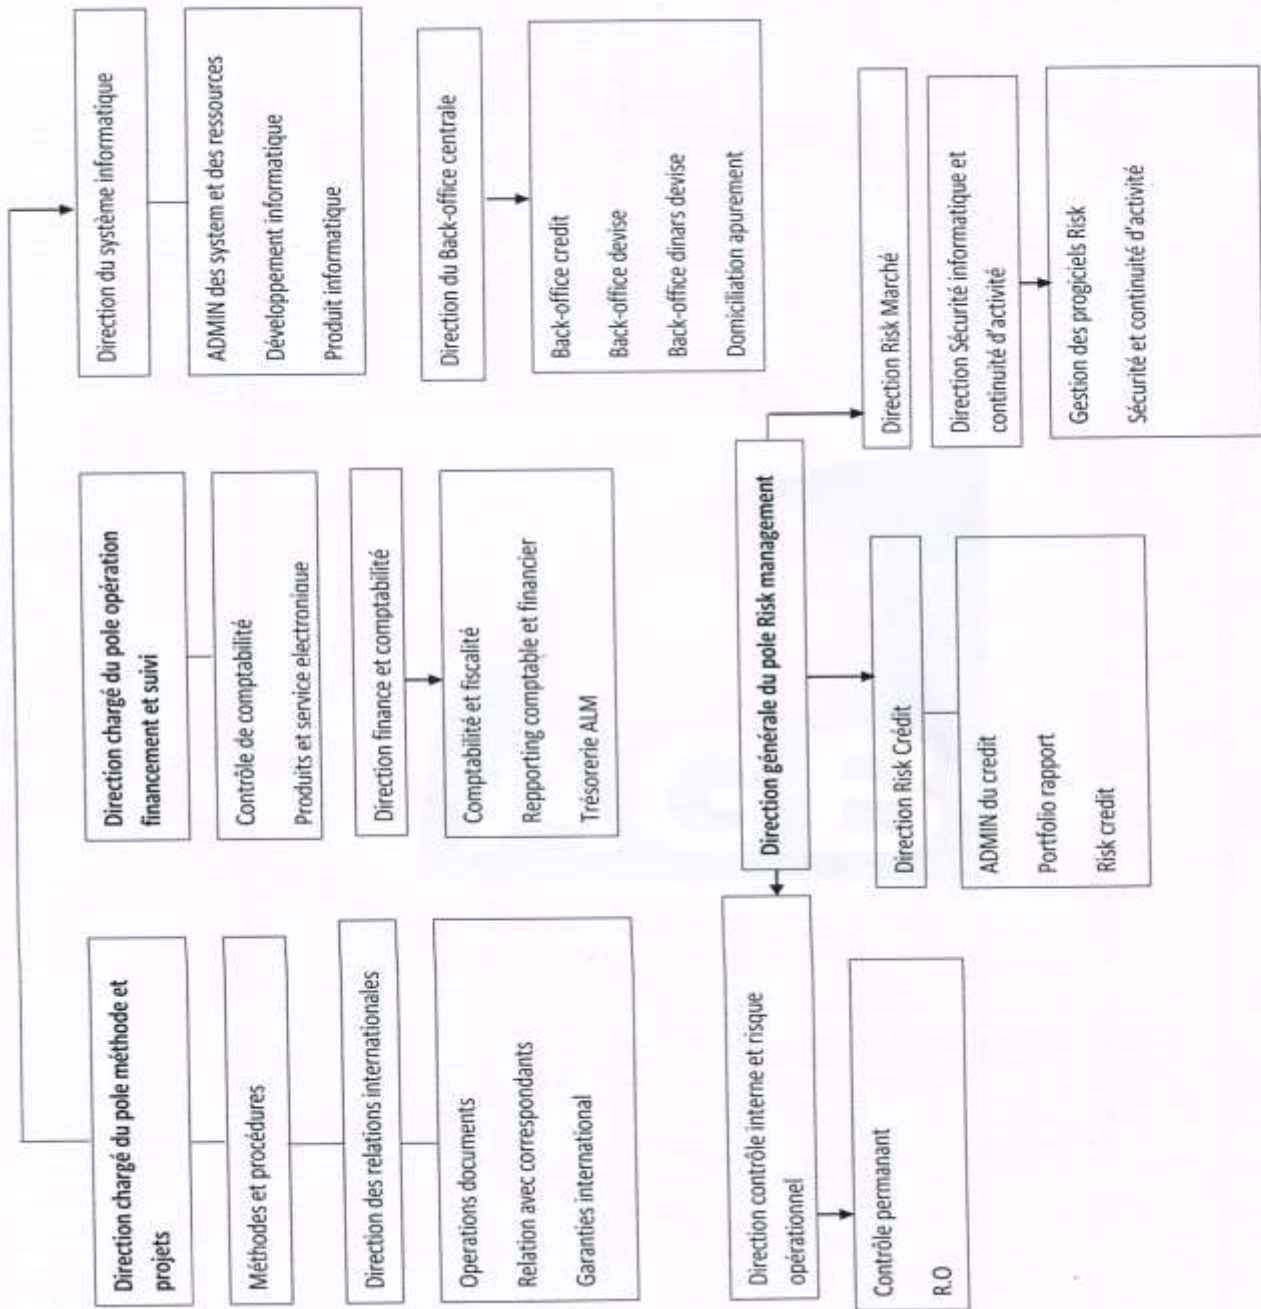 Direction chargé du pole méthode et
projets
Méthodes et procédures
Direction des relations internationales
Operations documents
Relation avec correspondants
Garanties international
Direction chargé du pole opération
financement et suivi
Contrôle de comptabilité
Produits et service electronique
Direction finance et comptabilité
Comptabilité et fiscalité
Repporting comptable et financier
Trésorerie ALM
Direction du système informatique
ADMIN des system et des ressources
Développement informatique
Produit informatique
Direction du Back-office centrale
Back-office credit
Back-office devise
Back-office dinars devise
Domiciliation apurement
Direction générale du pole Risk management
Direction contrôle interne et risque
opérationnel
Contrôle permanant
R.O
Direction Risk Crédit
ADMIN du credit
Portfolio rapport
Risk credit
Direction Risk Marché
Direction Sécurité informatique et
continuité d'activité
Gestion des progiciels Risk
Sécurité et continuité d'activité